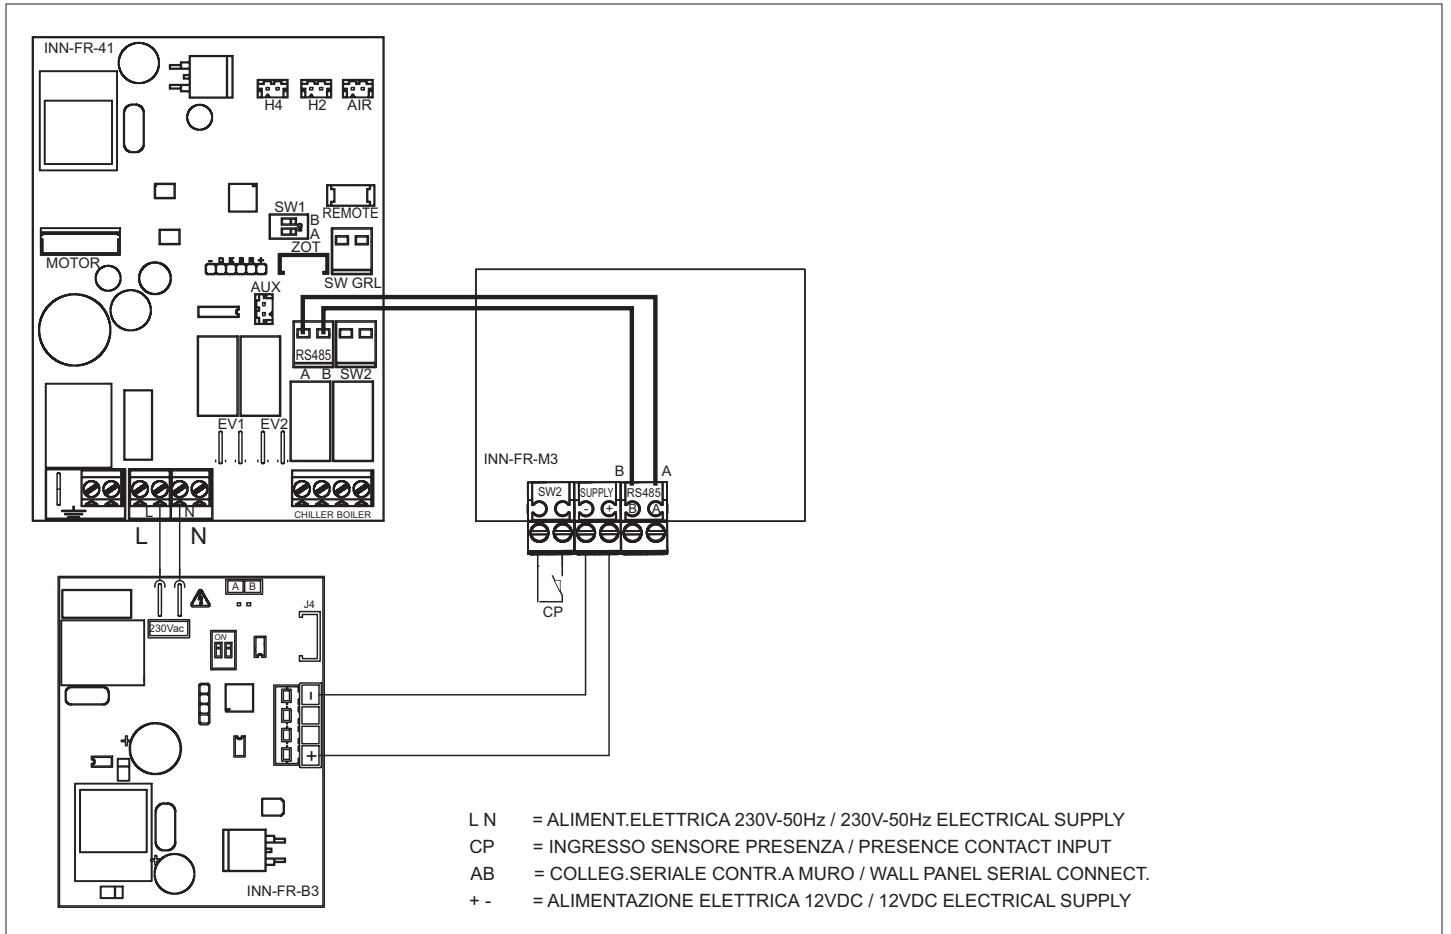 INN-FR-41
H4 H2 AIR
SW1
B
A
REMOTE
ZOT
MOTOR
SW GRL
AUX
RS485
A B SW2
EV1 EV2
L N
CHILLER BOILER
L N
INN-FR-M3
B A
SW2 SUPPLY RS485
- + B A
CP
A B
J4
230Vac
ON
-
+
+
+
INN-FR-B3
L N = ALIMENT.ELETTRICA 230V-50Hz / 230V-50Hz ELECTRICAL SUPPLY
CP = INGRESSO SENSORE PRESENZA / PRESENCE CONTACT INPUT
AB = COLLEG.SERIALE CONTR.A MURO / WALL PANEL SERIAL CONNECT.
+ - = ALIMENTAZIONE ELETTRICA 12VDC / 12VDC ELECTRICAL SUPPLY